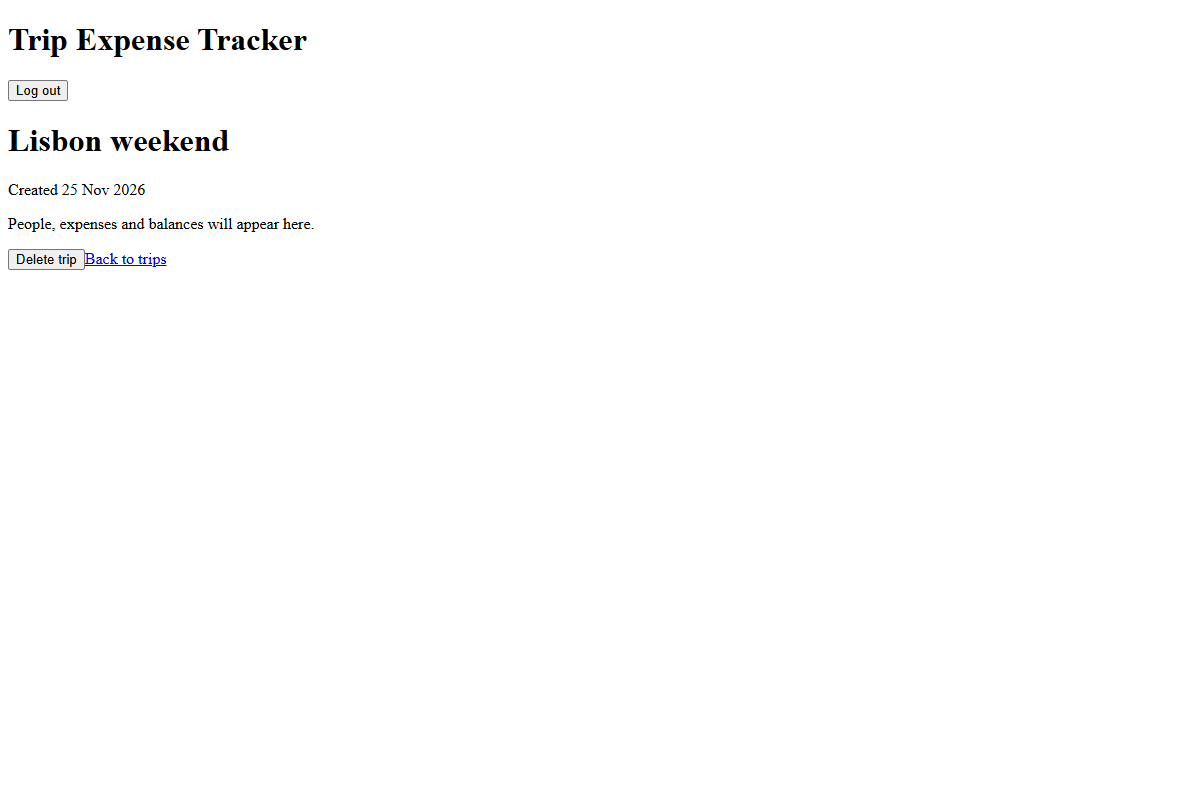 Trip Expense Tracker
Log out
Lisbon weekend
Created 25 Nov 2026
People, expenses and balances will appear here.
Delete trip Back to trips